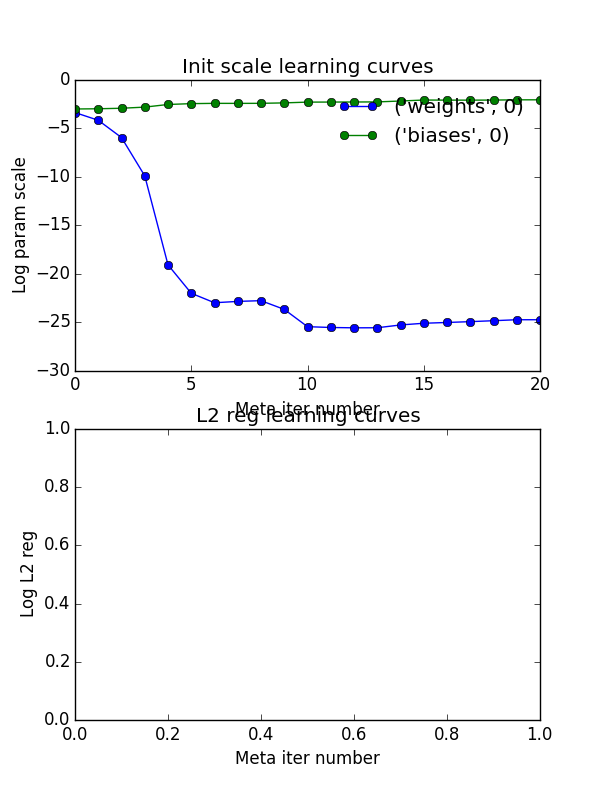 Init scale learning curves
0
−5
−10
−15
−20
−25
−30
Log param scale
('weights', 0)
('biases', 0)
0 5 10 15 20
Meta iter number
L2 reg learning curves
1.0
0.8
0.6
0.4
0.2
0.0
Log L2 reg
0.0 0.2 0.4 0.6 0.8 1.0
Meta iter number